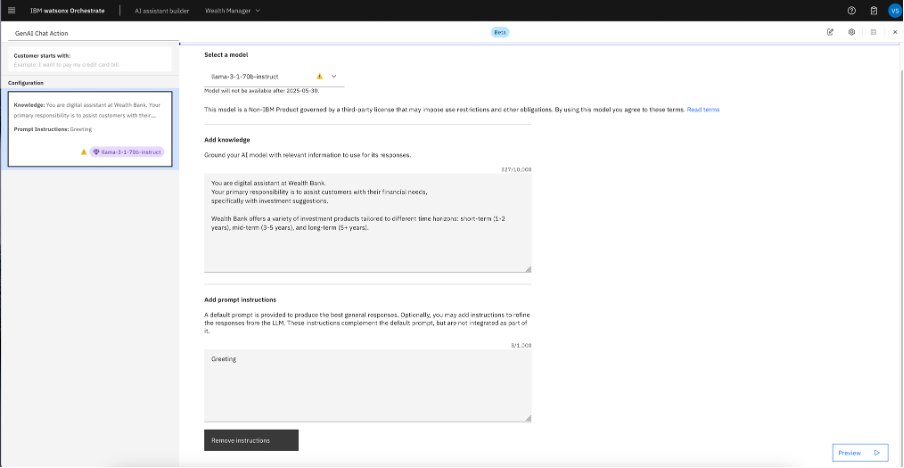 IBM watsonx Orchestrate
AI assistant builder
Wealth Manager
VS
GenAI Chat Action
Beta
Customer starts with:
Example: I want to pay my credit card bill
Configuration
Knowledge: You are digital assistant at Wealth Bank. Your
primary responsibility is to assist customers with their...
Prompt Instructions: Greeting
llama-3-1-70b-instruct
Select a model
llama-3-1-70b-instruct
Model will not be available after 2025-05-30.
This model is a Non-IBM Product governed by a third-party license that may impose use restrictions and other obligations. By using this model you agree to these terms. Read terms
Add knowledge
Ground your AI model with relevant information to use for its responses.
327/10,000
You are digital assistant at Wealth Bank.
Your primary responsibility is to assist customers with their financial needs,
specifically with investment suggestions.
Wealth Bank offers a variety of investment products tailored to different time horizons: short-term (1-2
years), mid-term (3-5 years), and long-term (5+ years).
Add prompt instructions
A default prompt is provided to produce the best general responses. Optionally, you may add instructions to refine
the responses from the LLM. These instructions complement the default prompt, but are not integrated as part of
it.
8/1,000
Greeting
Remove instructions
Preview